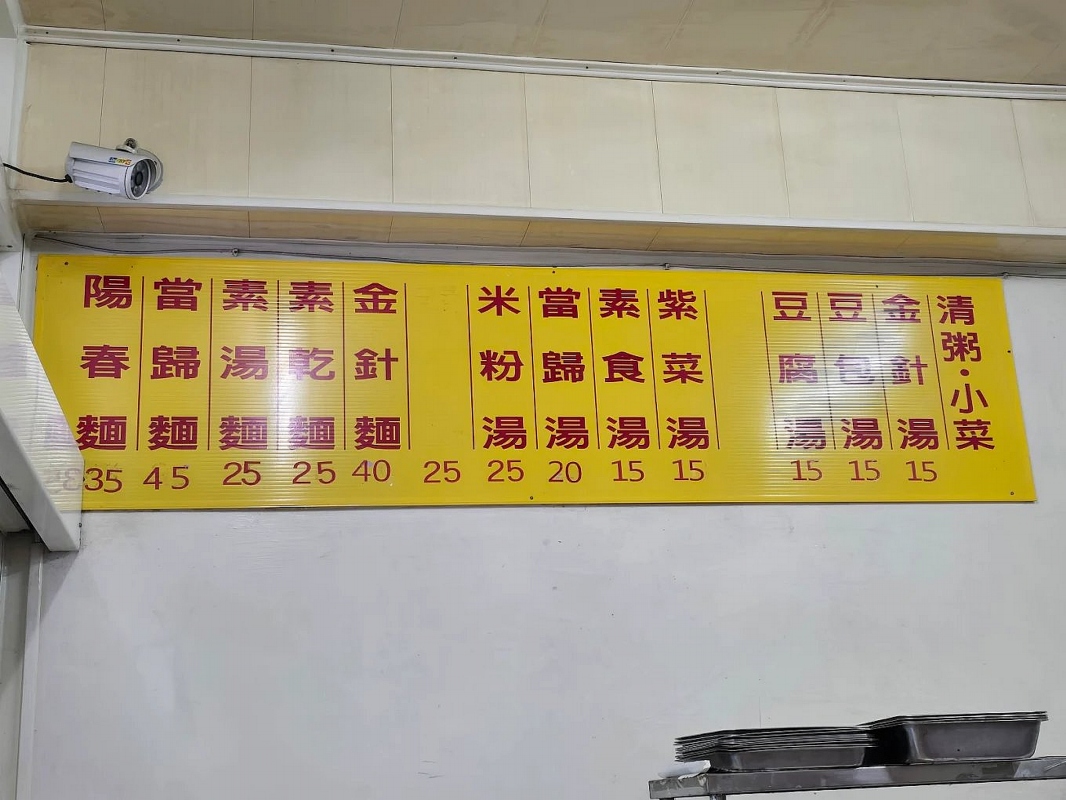 清粥·小菜
金針湯 15
豆包湯 15
豆腐湯 15
紫菜湯 15
素食湯 15
當歸湯 20
米粉湯 25
25
金針麵 40
素乾麵 25
素湯麵 25
當歸麵 45
陽春麵 35